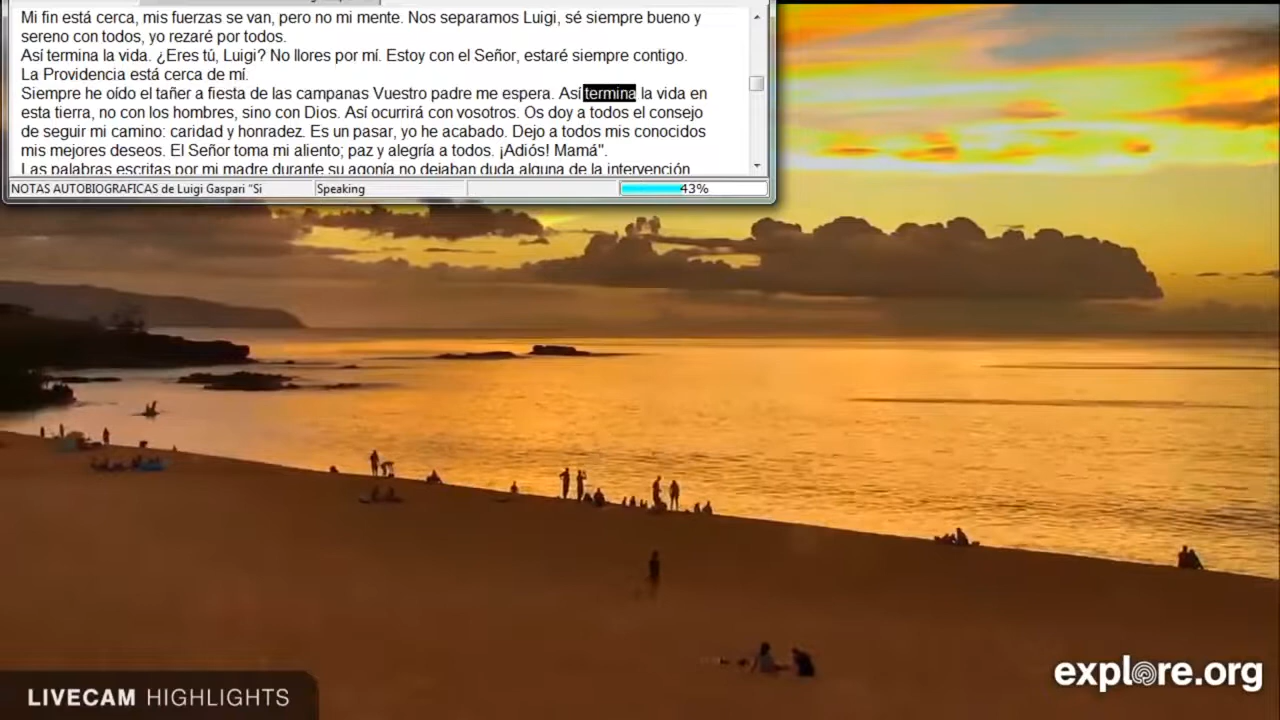 Mi fin está cerca, mis fuerzas se van, pero no mi mente. Nos separamos Luigi, sé siempre bueno y
sereno con todos, yo rezaré por todos.
Así termina la vida. ¿Eres tú, Luigi? No llores por mí. Estoy con el Señor, estaré siempre contigo.
La Providencia está cerca de mí.
Siempre he oído el tañer a fiesta de las campanas Vuestro padre me espera. Así termina la vida en
esta tierra, no con los hombres, sino con Dios. Así ocurrirá con vosotros. Os doy a todos el consejo
de seguir mi camino: caridad y honradez. Es un pasar, yo he acabado. Dejo a todos mis conocidos
mis mejores deseos. El Señor toma mi aliento; paz y alegría a todos. ¡Adiós! Mamá".
Las palabras escritas por mi madre durante su agonía no dejaban duda alguna de la intervención
NOTAS AUTOBIOGRAFICAS de Luigi Gaspari "Si Speaking 43%
explore.org
LIVECAM HIGHLIGHTS